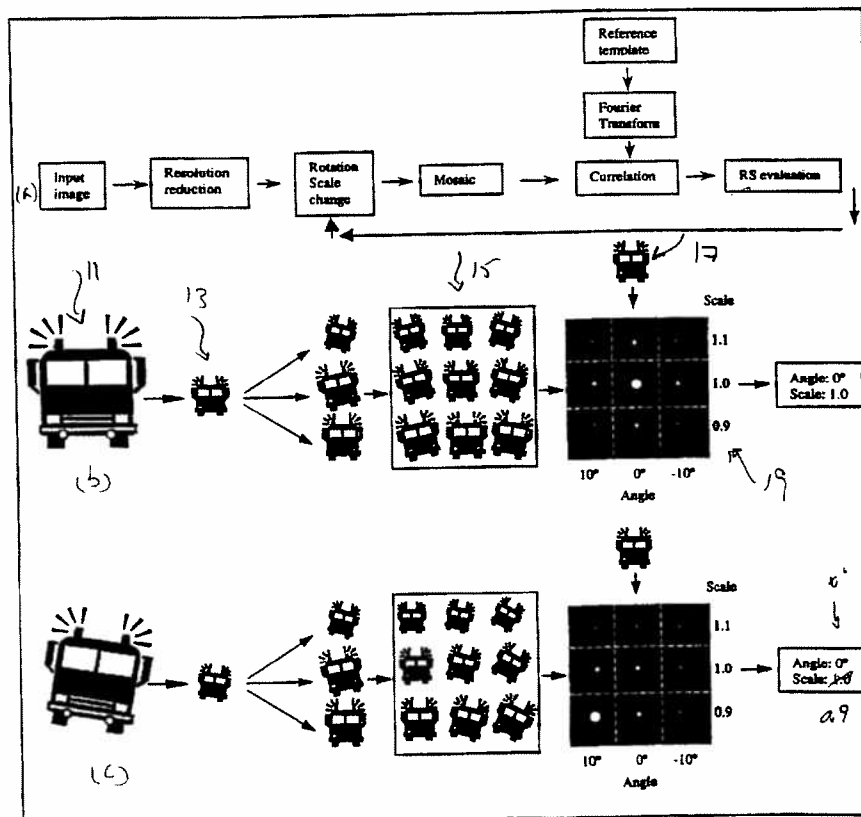 Reference
template
Fourier
Transform
(a)
Input
image
Resolution
reduction
Rotation
Scale
change
Mosaic
Currelation
RS evaluation
11
13
15
17
Scale
1.1
1.0
0.9
Angle: 0°
Scale: 1.0
10° 0° -10°
Angle
19
(b)
Scale
1.1
1.0
0.9
Angle: 0°
Scale: 1.0
0.9
10° 0° -10°
Angle
(c)